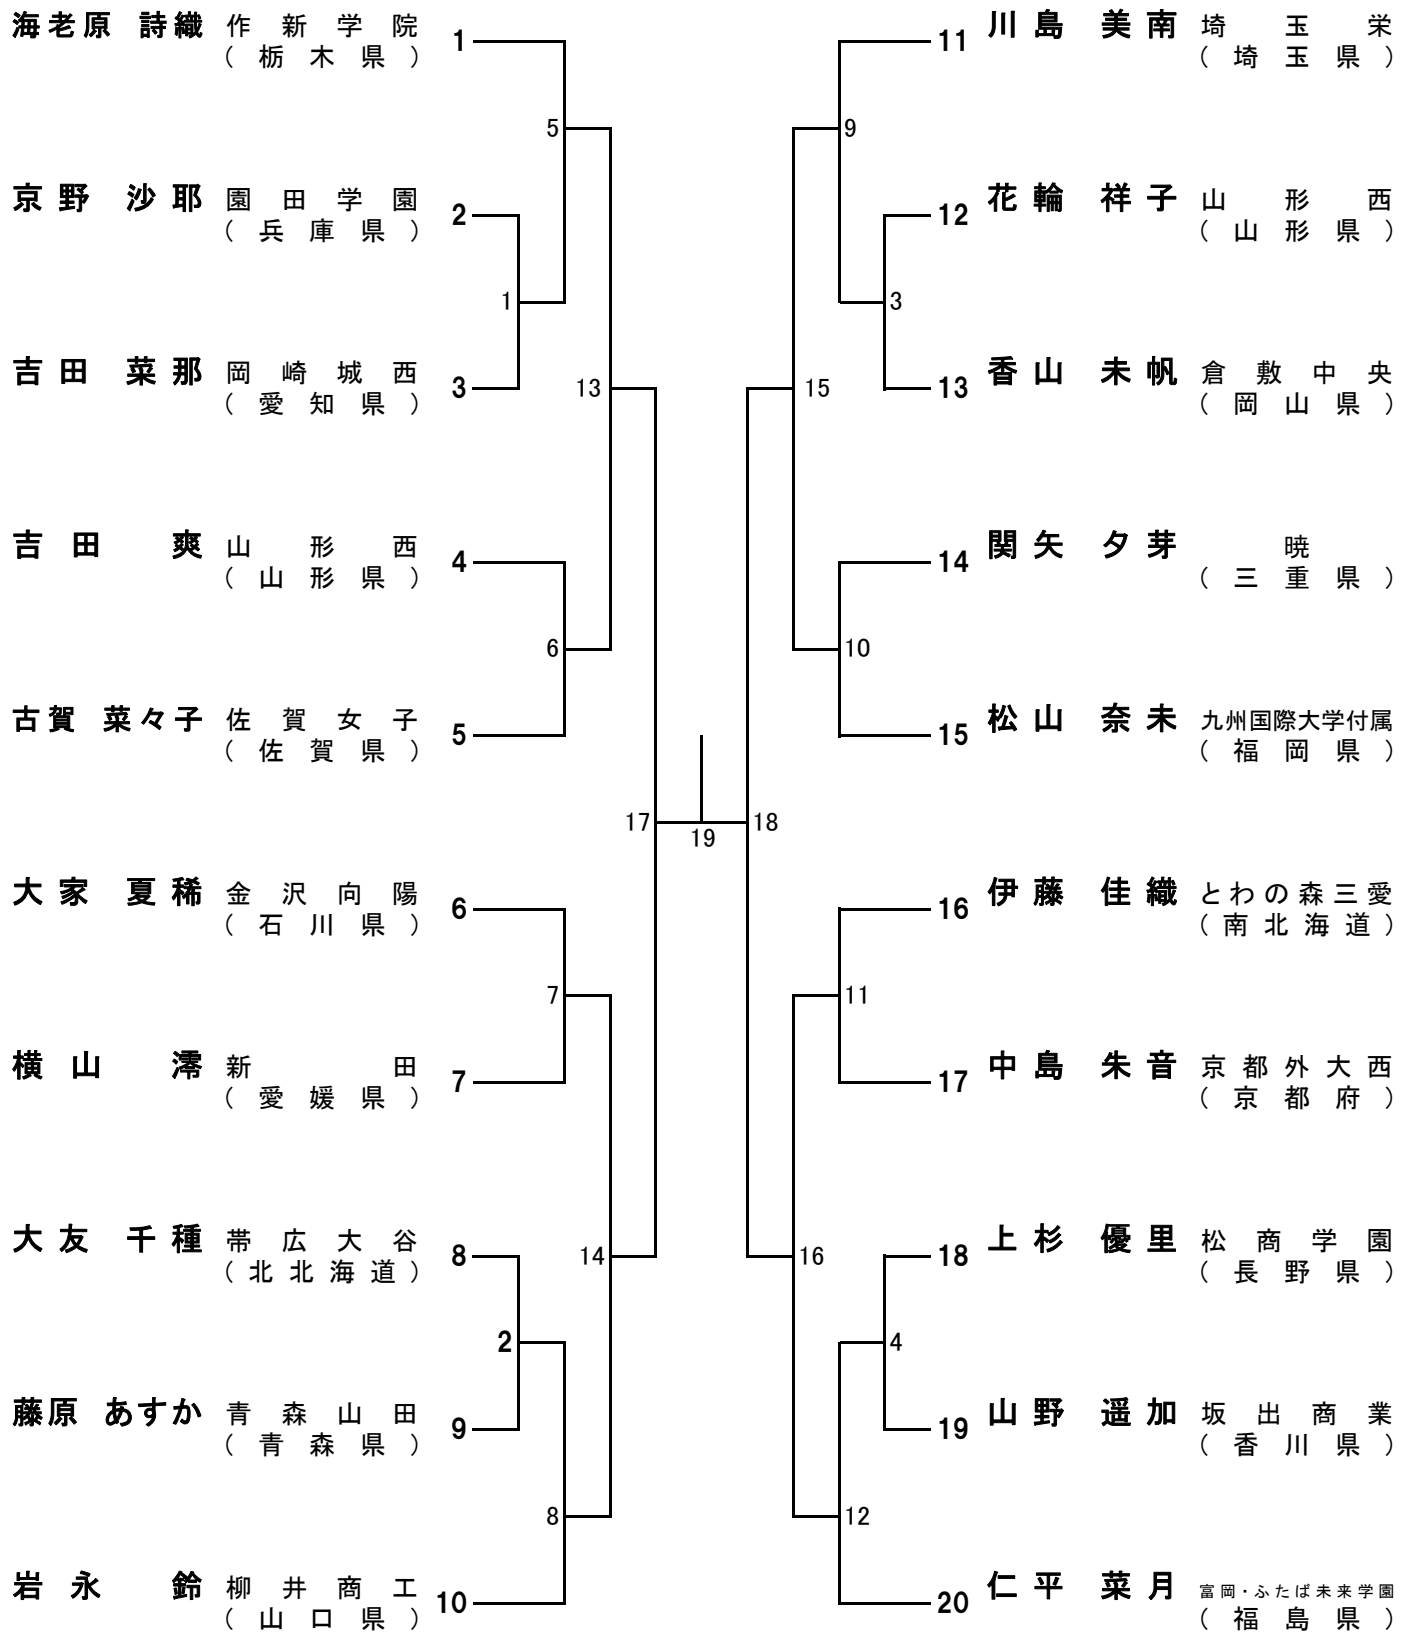 海老原 詩織 作新学院 1
(栃木県)
5
京野 沙耶 園田学園 2
(兵庫県)
1
吉田 菜那 岡崎城西 3
(愛知県)
13
吉田 爽 山形西 4
(山形県)
6
古賀 菜々子 佐賀女子 5
(佐賀県)
17
大家 夏稀 金沢向陽 6
(石川県)
7
横山 澪 新田 7
(愛媛県)
大友 千種 帯広大谷 8
(北北海道)
14
2
藤原 あすか 青森山田 9
(青森県)
8
岩永 鈴 柳井商工 10
(山口県)
19
11 川島 美南 埼玉栄
(埼玉県)
9
12 花輪 祥子 山形西
(山形県)
3
13 香山 未帆 倉敷中央
(岡山県)
15
14 関矢 夕芽 暁
(三重県)
10
15 松山 奈未 九州国際大学付属
(福岡県)
18
16 伊藤 佳織 とわの森三愛
(南北海道)
11
17 中島 朱音 京都外大西
(京都府)
18 上杉 優里 松商学園
(長野県)
16
4
19 山野 遥加 坂出商業
(香川県)
12
20 仁平 菜月 富岡・ふたば未来学園
(福島県)